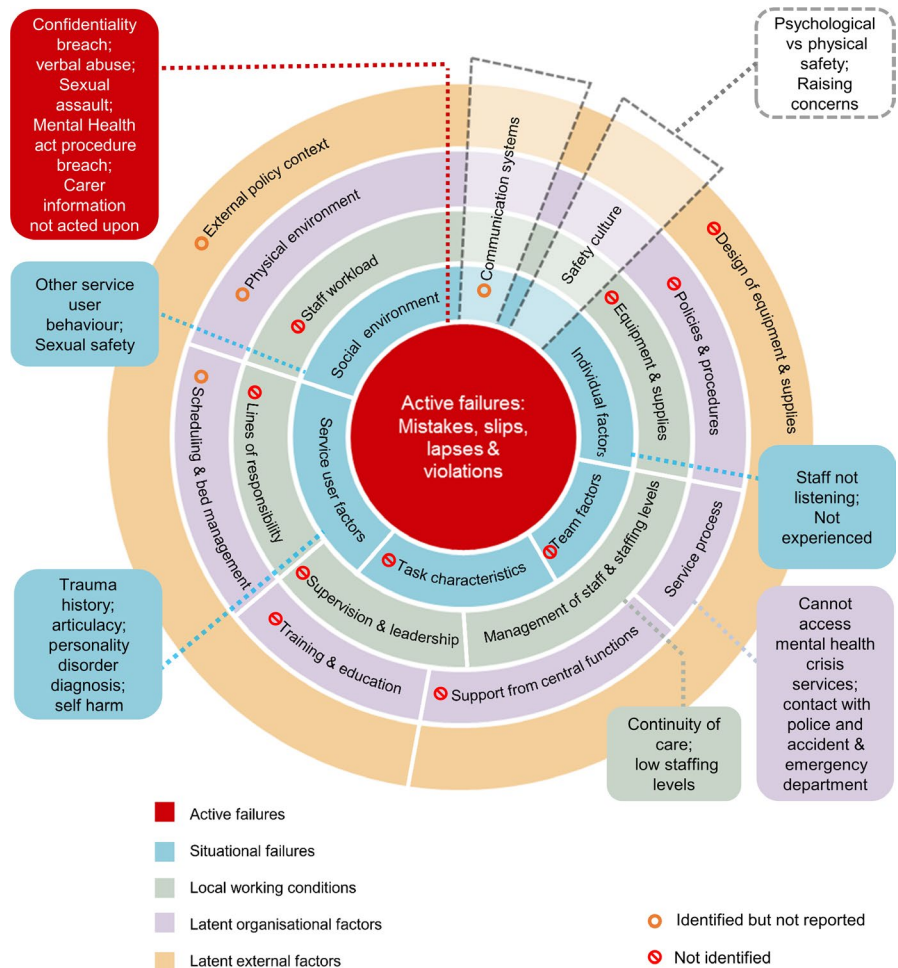 Confidentiality
breach;
verbal abuse;
Sexual
assault;
Mental Health
act procedure
breach;
Carer
information
not acted upon
Psychological
vs physical
safety;
Raising
concerns
External policy context
Physical environment
Staff workload
Social environment
Communication systems
Safety culture
Design of equipment & supplies
Policies & procedures
Equipment & supplies
Individual factors
Other service
user
behaviour;
Sexual safety
Active failures:
Mistakes, slips,
lapses &
violations
Scheduling & bed management
Lines of responsibility
Service user factors
Task characteristics
Team factors
Management of staff & staffing levels
Service process
Supervision & leadership
Training & education
Support from central functions
Staff not
listening;
Not
experienced
Trauma
history;
articulacy;
personality
disorder
diagnosis;
self harm
Cannot
access
mental health
crisis
services;
contact with
police and
accident &
emergency
department
Continuity of
care;
low staffing
levels
Active failures
Situational failures
Local working conditions
Latent organisational factors
Latent external factors
Identified but not reported
Not identified